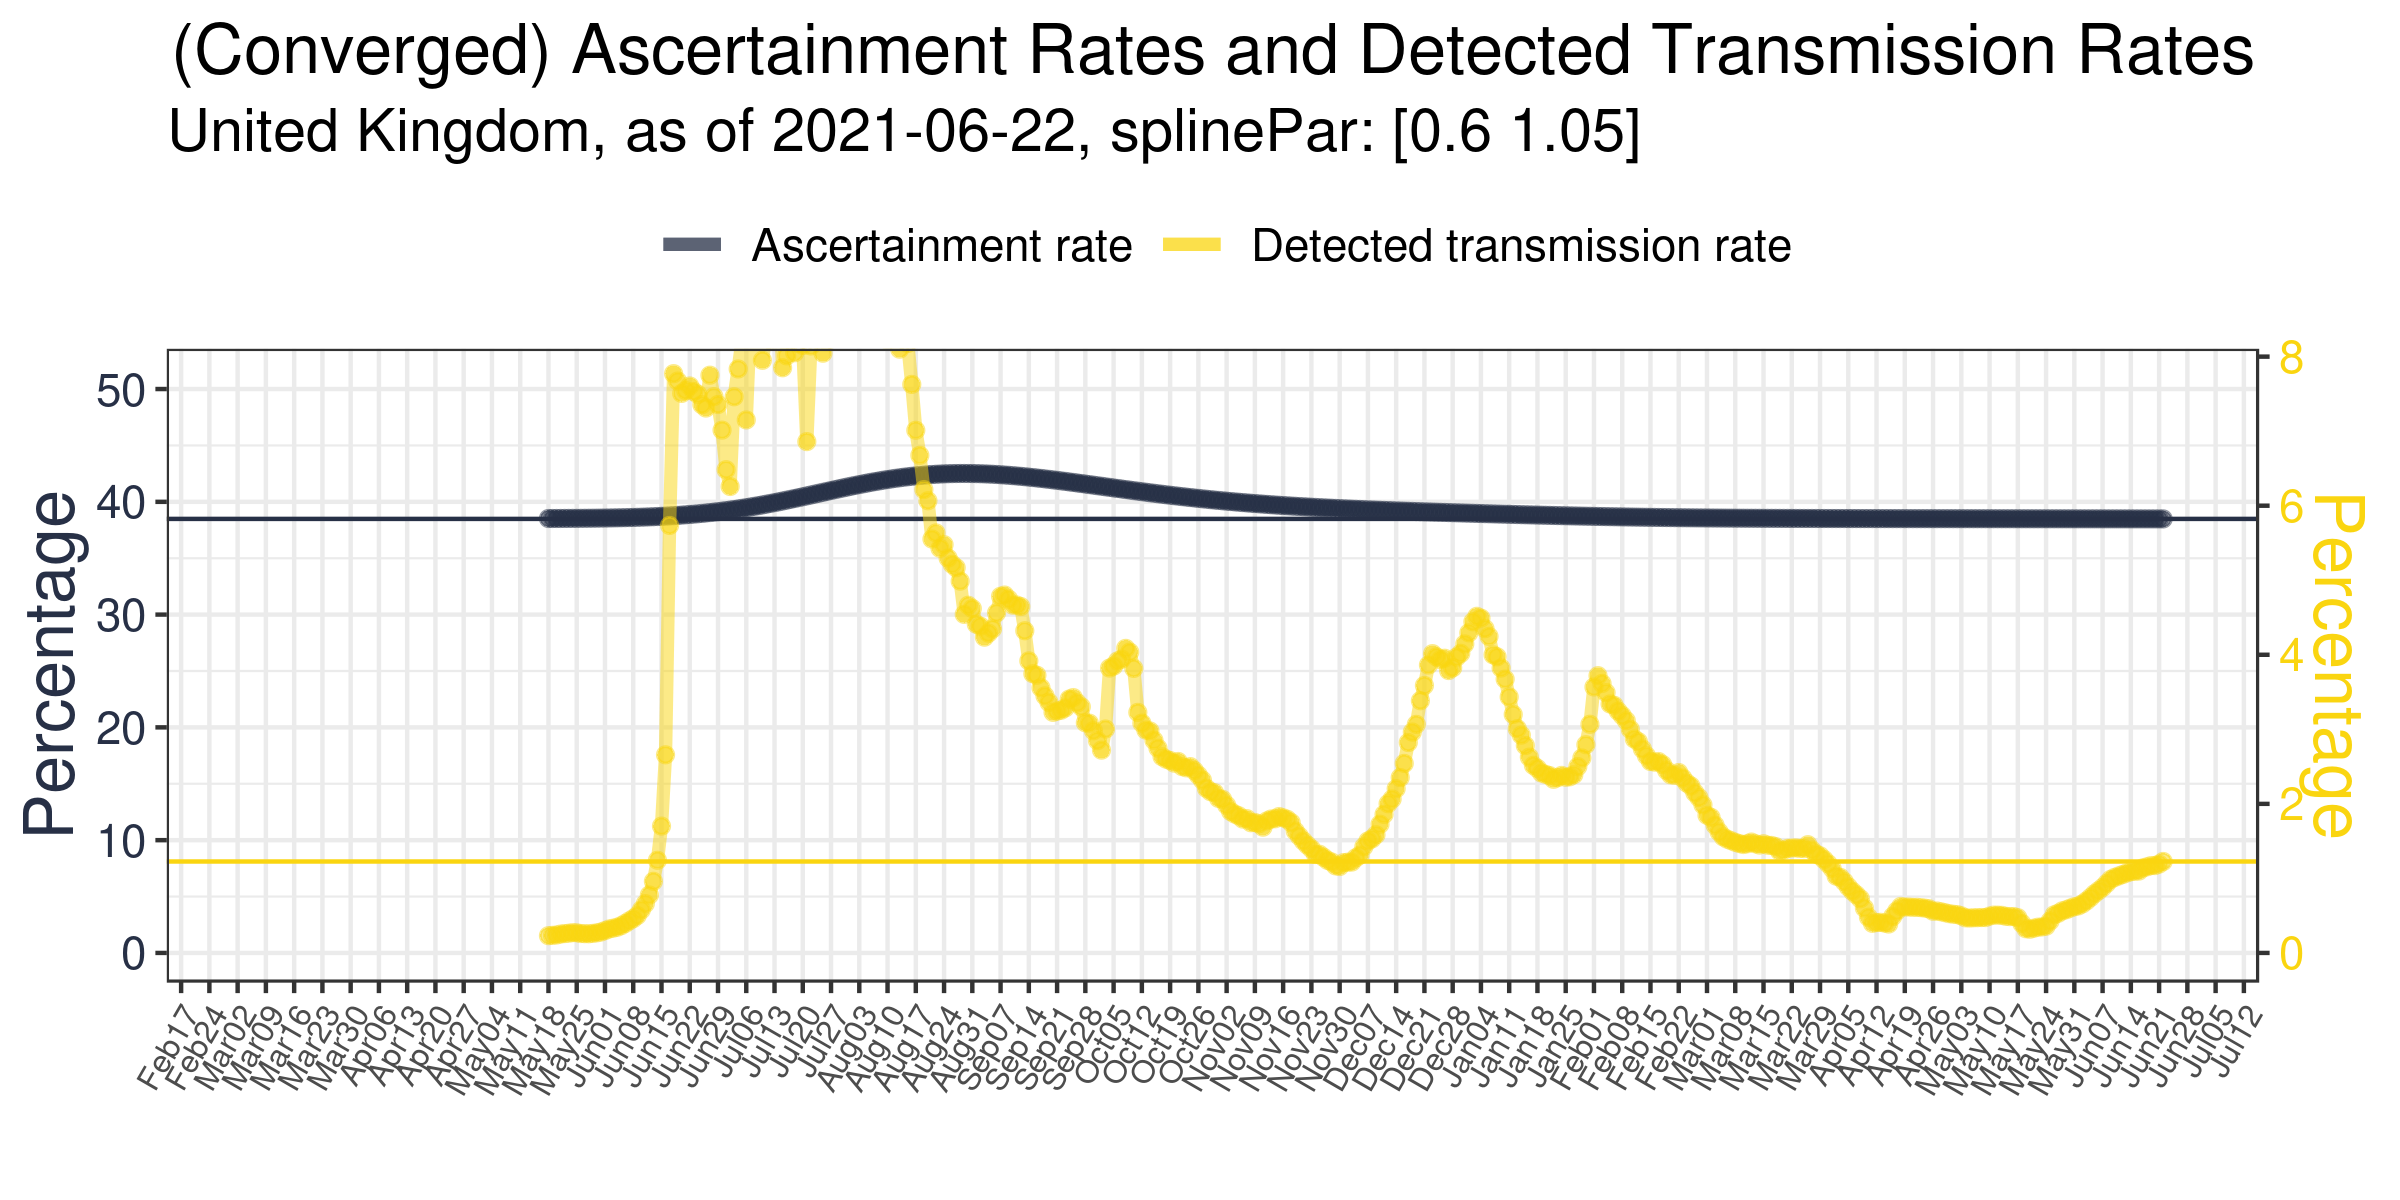 (Converged) Ascertainment Rates and Detected Transmission Rates
United Kingdom, as of 2021-06-22, splinePar: [0.6 1.05]
Ascertainment rate
Detected transmission rate
Percentage
50
40
30
20
10
0
8
6
4
2
0
Percentage
Feb17
Feb24
Mar02
Mar09
Mar16
Mar23
Mar30
Apr06
Apr13
Apr20
Apr27
May04
May11
May18
May25
Jun01
Jun08
Jun15
Jun22
Jun29
Jul06
Jul13
Jul20
Jul27
Aug03
Aug10
Aug17
Aug24
Aug31
Sep07
Sep14
Sep21
Sep28
Oct05
Oct12
Oct19
Oct26
Nov02
Nov09
Nov16
Nov23
Nov30
Dec07
Dec14
Dec21
Dec28
Jan04
Jan11
Jan18
Jan25
Feb01
Feb08
Feb15
Feb22
Mar01
Mar08
Mar15
Mar22
Mar29
Apr05
Apr12
Apr19
Apr26
May03
May10
May17
May24
May31
Jun07
Jun14
Jun21
Jun28
Jul05
Jul12